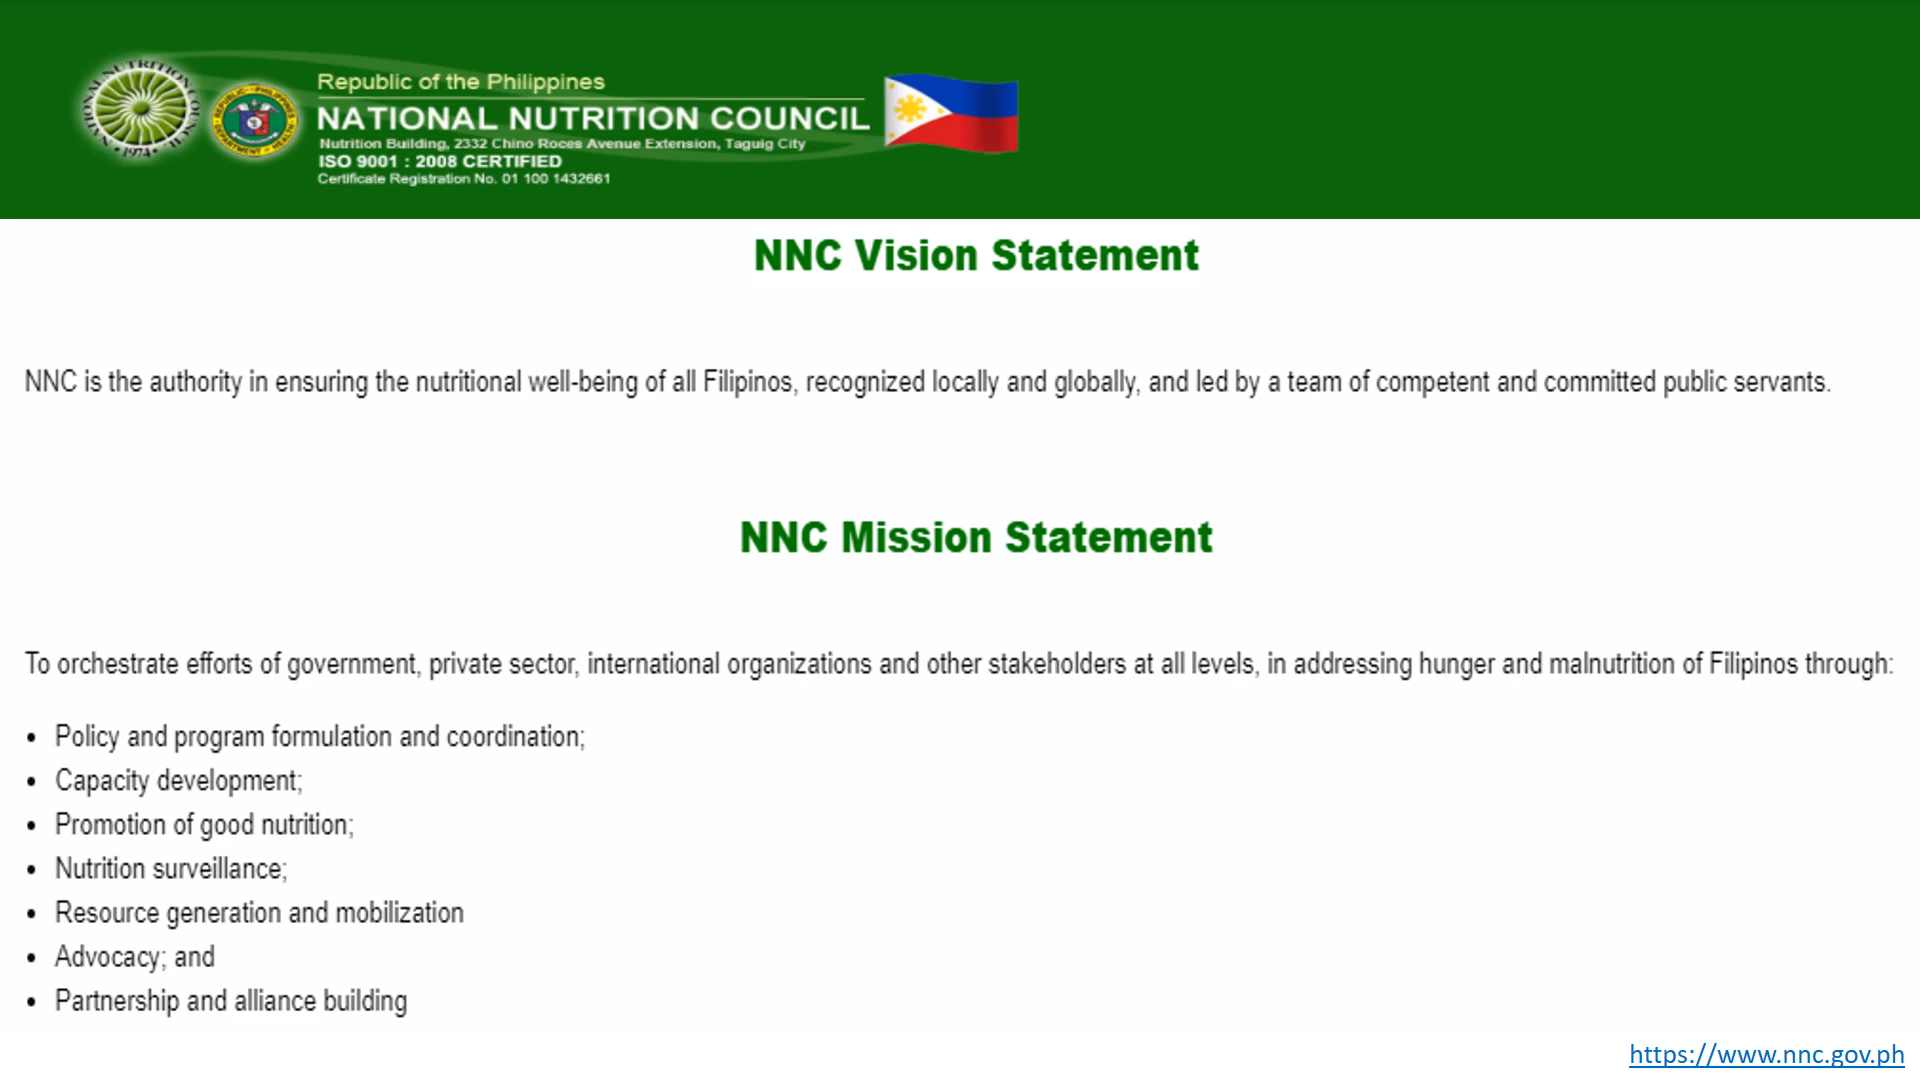 NATIONAL NUTRITION COUNCIL
• 1974 •
Republic of the Philippines
NATIONAL NUTRITION COUNCIL
Nutrition Building, 2332 Chino Roces Avenue Extension, Taguig City
ISO 9001 : 2008 CERTIFIED
Certificate Registration No. 01 100 1432661
NNC Vision Statement
NNC is the authority in ensuring the nutritional well-being of all Filipinos, recognized locally and globally, and led by a team of competent and committed public servants.
NNC Mission Statement
To orchestrate efforts of government, private sector, international organizations and other stakeholders at all levels, in addressing hunger and malnutrition of Filipinos through:
• Policy and program formulation and coordination;
• Capacity development;
• Promotion of good nutrition;
• Nutrition surveillance;
• Resource generation and mobilization
• Advocacy; and
• Partnership and alliance building
https://www.nnc.gov.ph